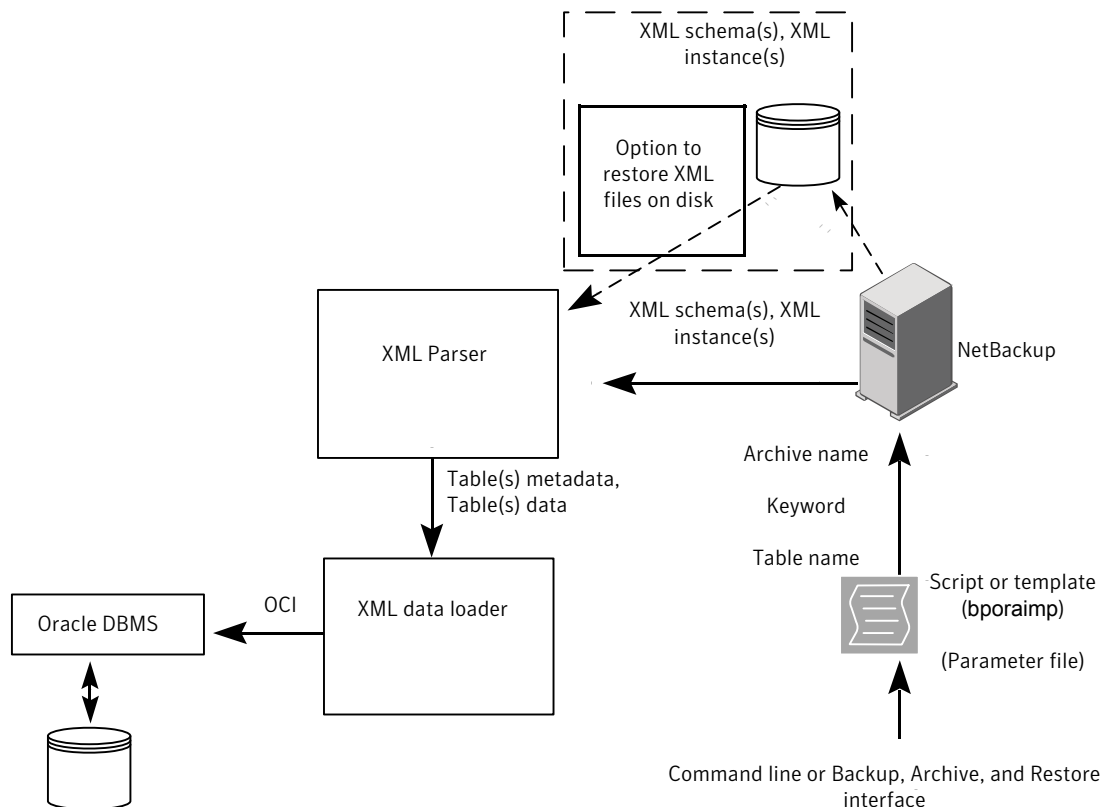 XML schema(s), XML
instance(s)
Option to
restore XML
files on disk
XML schema(s), XML
instance(s)
XML Parser
NetBackup
Archive name
Table(s) metadata,
Table(s) data
Keyword
Table name
Script or template
(bporaimp)
(Parameter file)
OCI
XML data loader
Oracle DBMS
Command line or Backup, Archive, and Restore
interface